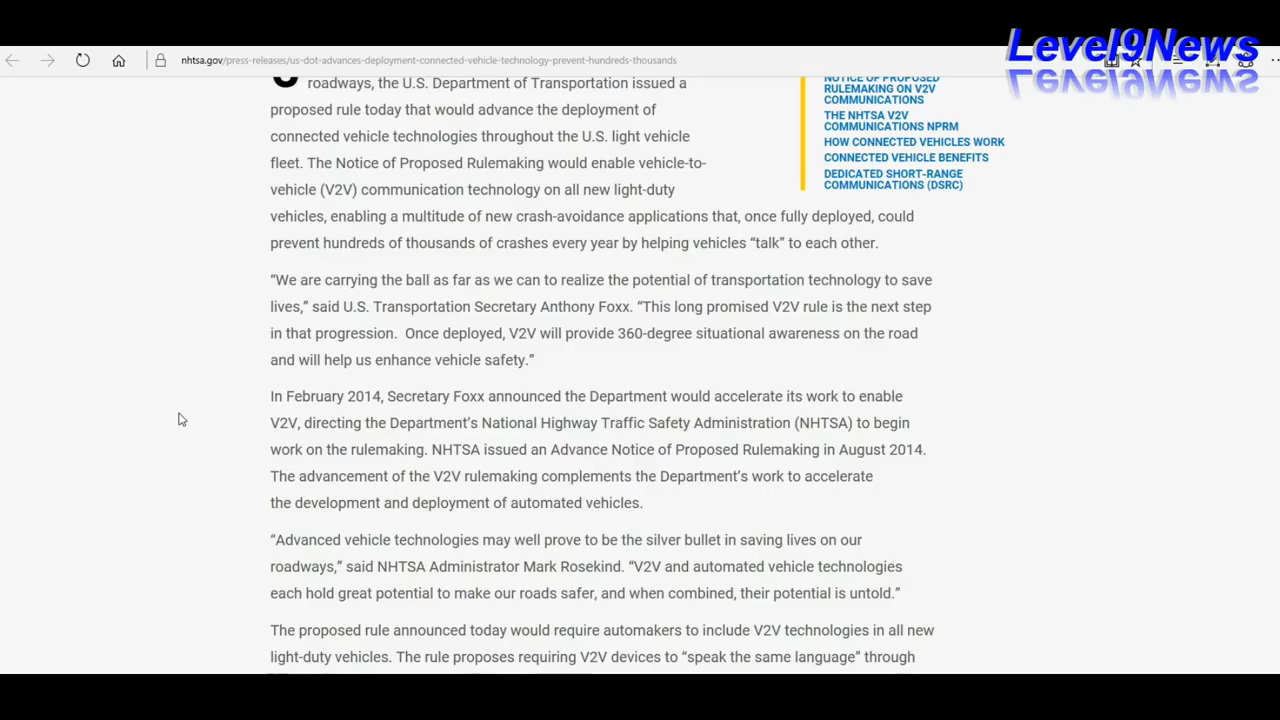 Level9News
nhtsa.gov/press-releases/us-dot-advances-deployment-connected-vehicle-technology-prevent-hundreds-thousands
roadways, the U.S. Department of Transportation issued a
proposed rule today that would advance the deployment of
connected vehicle technologies throughout the U.S. light vehicle
fleet. The Notice of Proposed Rulemaking would enable vehicle-to-
vehicle (V2V) communication technology on all new light-duty
vehicles, enabling a multitude of new crash-avoidance applications that, once fully deployed, could
prevent hundreds of thousands of crashes every year by helping vehicles “talk” to each other.
NOTICE OF PROPOSED
RULEMAKING ON V2V
COMMUNICATIONS
THE NHTSA V2V
COMMUNICATIONS NPRM
HOW CONNECTED VEHICLES WORK
CONNECTED VEHICLE BENEFITS
DEDICATED SHORT-RANGE
COMMUNICATIONS (DSRC)
“We are carrying the ball as far as we can to realize the potential of transportation technology to save
lives,” said U.S. Transportation Secretary Anthony Foxx. “This long promised V2V rule is the next step
in that progression.  Once deployed, V2V will provide 360-degree situational awareness on the road
and will help us enhance vehicle safety.”
In February 2014, Secretary Foxx announced the Department would accelerate its work to enable
V2V, directing the Department’s National Highway Traffic Safety Administration (NHTSA) to begin
work on the rulemaking. NHTSA issued an Advance Notice of Proposed Rulemaking in August 2014.
The advancement of the V2V rulemaking complements the Department’s work to accelerate
the development and deployment of automated vehicles.
“Advanced vehicle technologies may well prove to be the silver bullet in saving lives on our
roadways,” said NHTSA Administrator Mark Rosekind. “V2V and automated vehicle technologies
each hold great potential to make our roads safer, and when combined, their potential is untold.”
The proposed rule announced today would require automakers to include V2V technologies in all new
light-duty vehicles. The rule proposes requiring V2V devices to “speak the same language” through